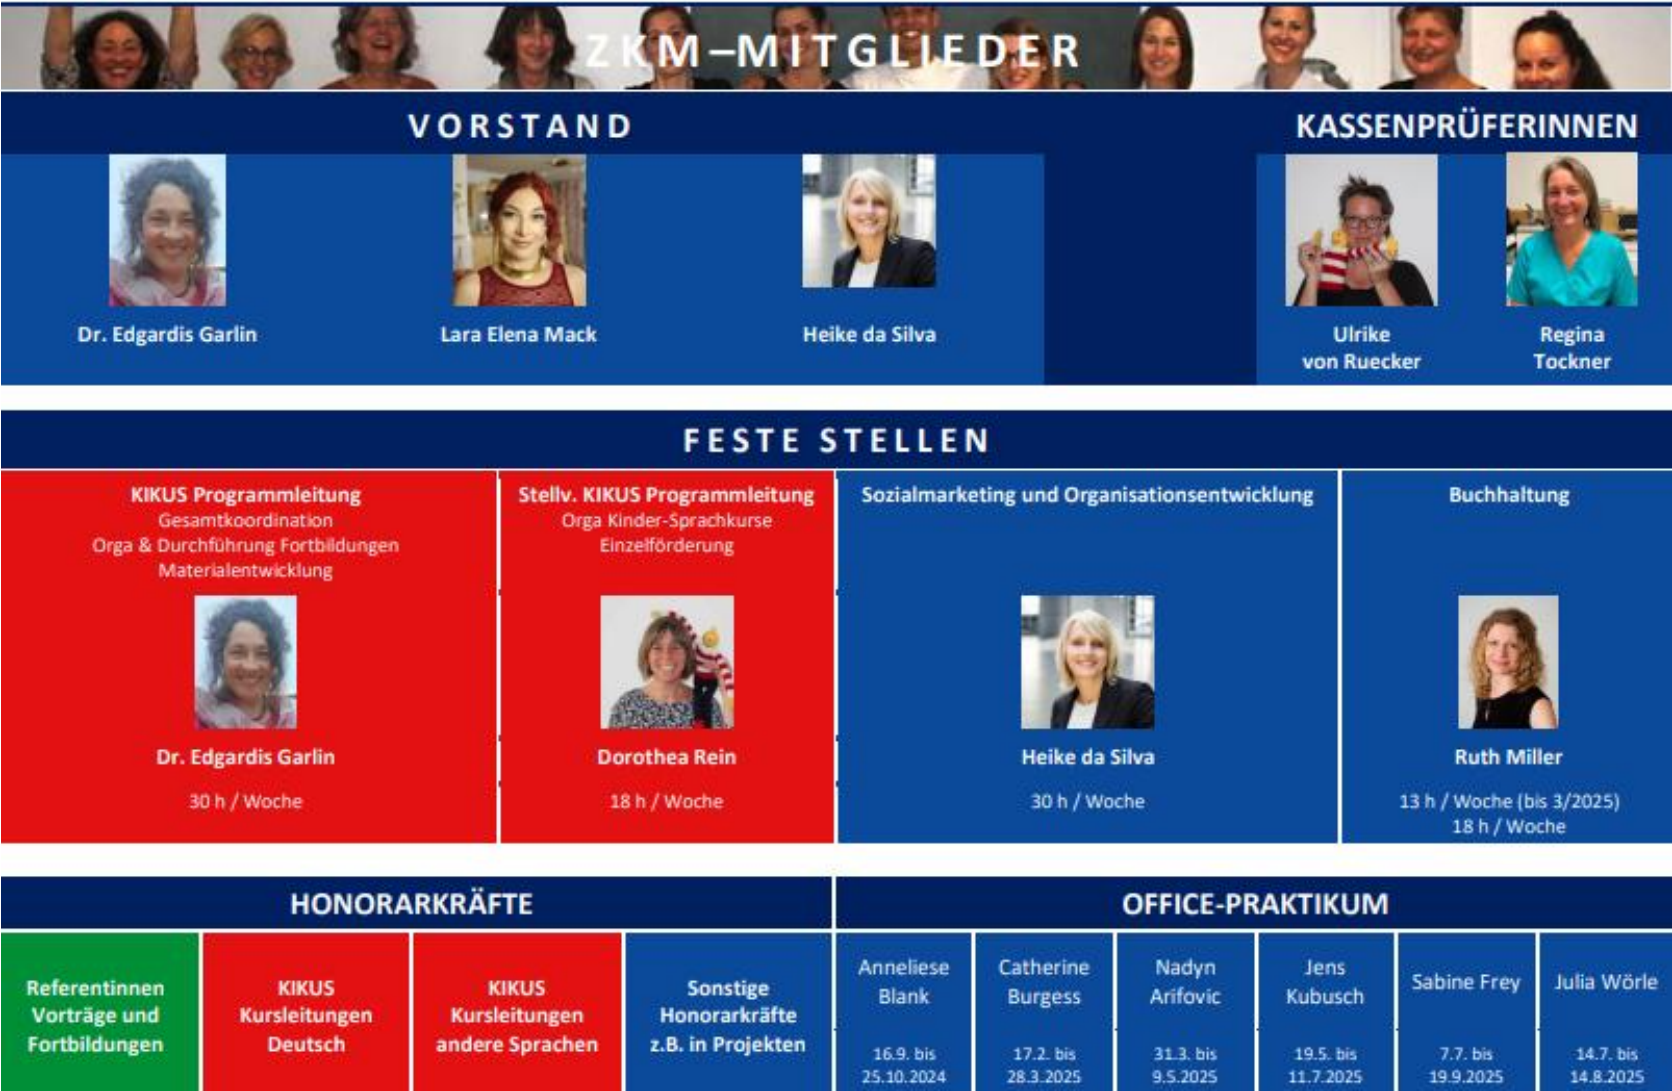 ZKM–MITGLIEDER
VORSTAND
KASSENPRÜFERINNEN
Dr. Edgardis Garlin
Lara Elena Mack
Heike da Silva
Ulrike
von Ruecker
Regina
Tockner
FESTE STELLEN
KIKUS Programmleitung
Gesamtkoordination
Orga & Durchführung Fortbildungen
Materialentwicklung
Dr. Edgardis Garlin
30 h / Woche
Stellv. KIKUS Programmleitung
Orga Kinder-Sprachkurse
Einzelförderung
Dorothea Rein
18 h / Woche
Sozialmarketing und Organisationsentwicklung
Heike da Silva
30 h / Woche
Buchhaltung
Ruth Miller
13 h / Woche (bis 3/2025)
18 h / Woche
HONORARKRÄFTE
Referentinnen
Vorträge und
Fortbildungen
KIKUS
Kursleitungen
Deutsch
KIKUS
Kursleitungen
andere Sprachen
Sonstige
Honorarkräfte
z.B. in Projekten
OFFICE-PRAKTIKUM
Anneliese
Blank
16.9. bis
25.10.2024
Catherine
Burgess
17.2. bis
28.3.2025
Nadyn
Arifovic
31.3. bis
9.5.2025
Jens
Kubusch
19.5. bis
11.7.2025
Sabine Frey
7.7. bis
19.9.2025
Julia Wörle
14.7. bis
14.8.2025